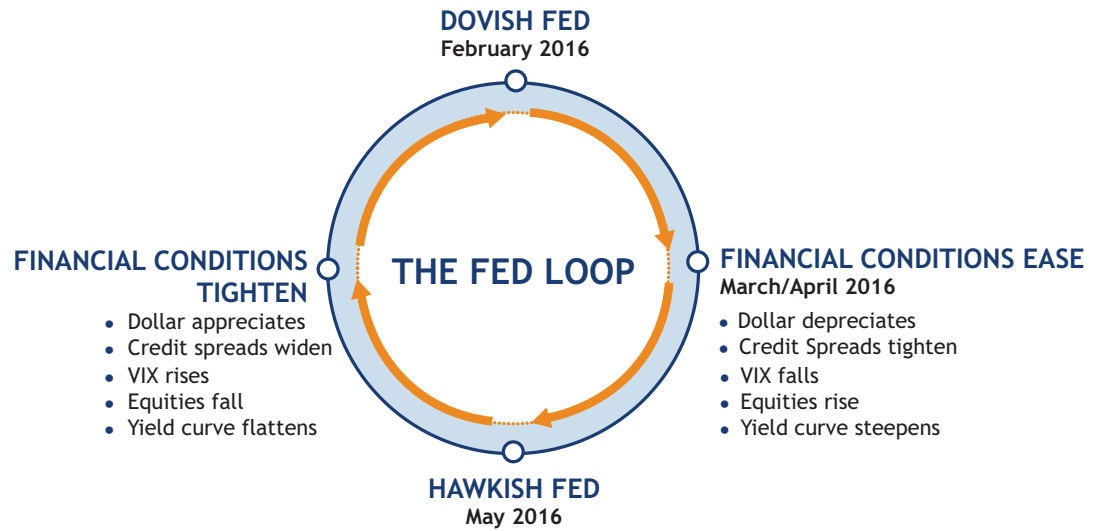 DOVISH FED
February 2016
FINANCIAL CONDITIONS
TIGHTEN
• Dollar appreciates
• Credit spreads widen
• VIX rises
• Equities fall
• Yield curve flattens
THE FED LOOP
FINANCIAL CONDITIONS EASE
March/April 2016
• Dollar depreciates
• Credit Spreads tighten
• VIX falls
• Equities rise
• Yield curve steepens
HAWKISH FED
May 2016